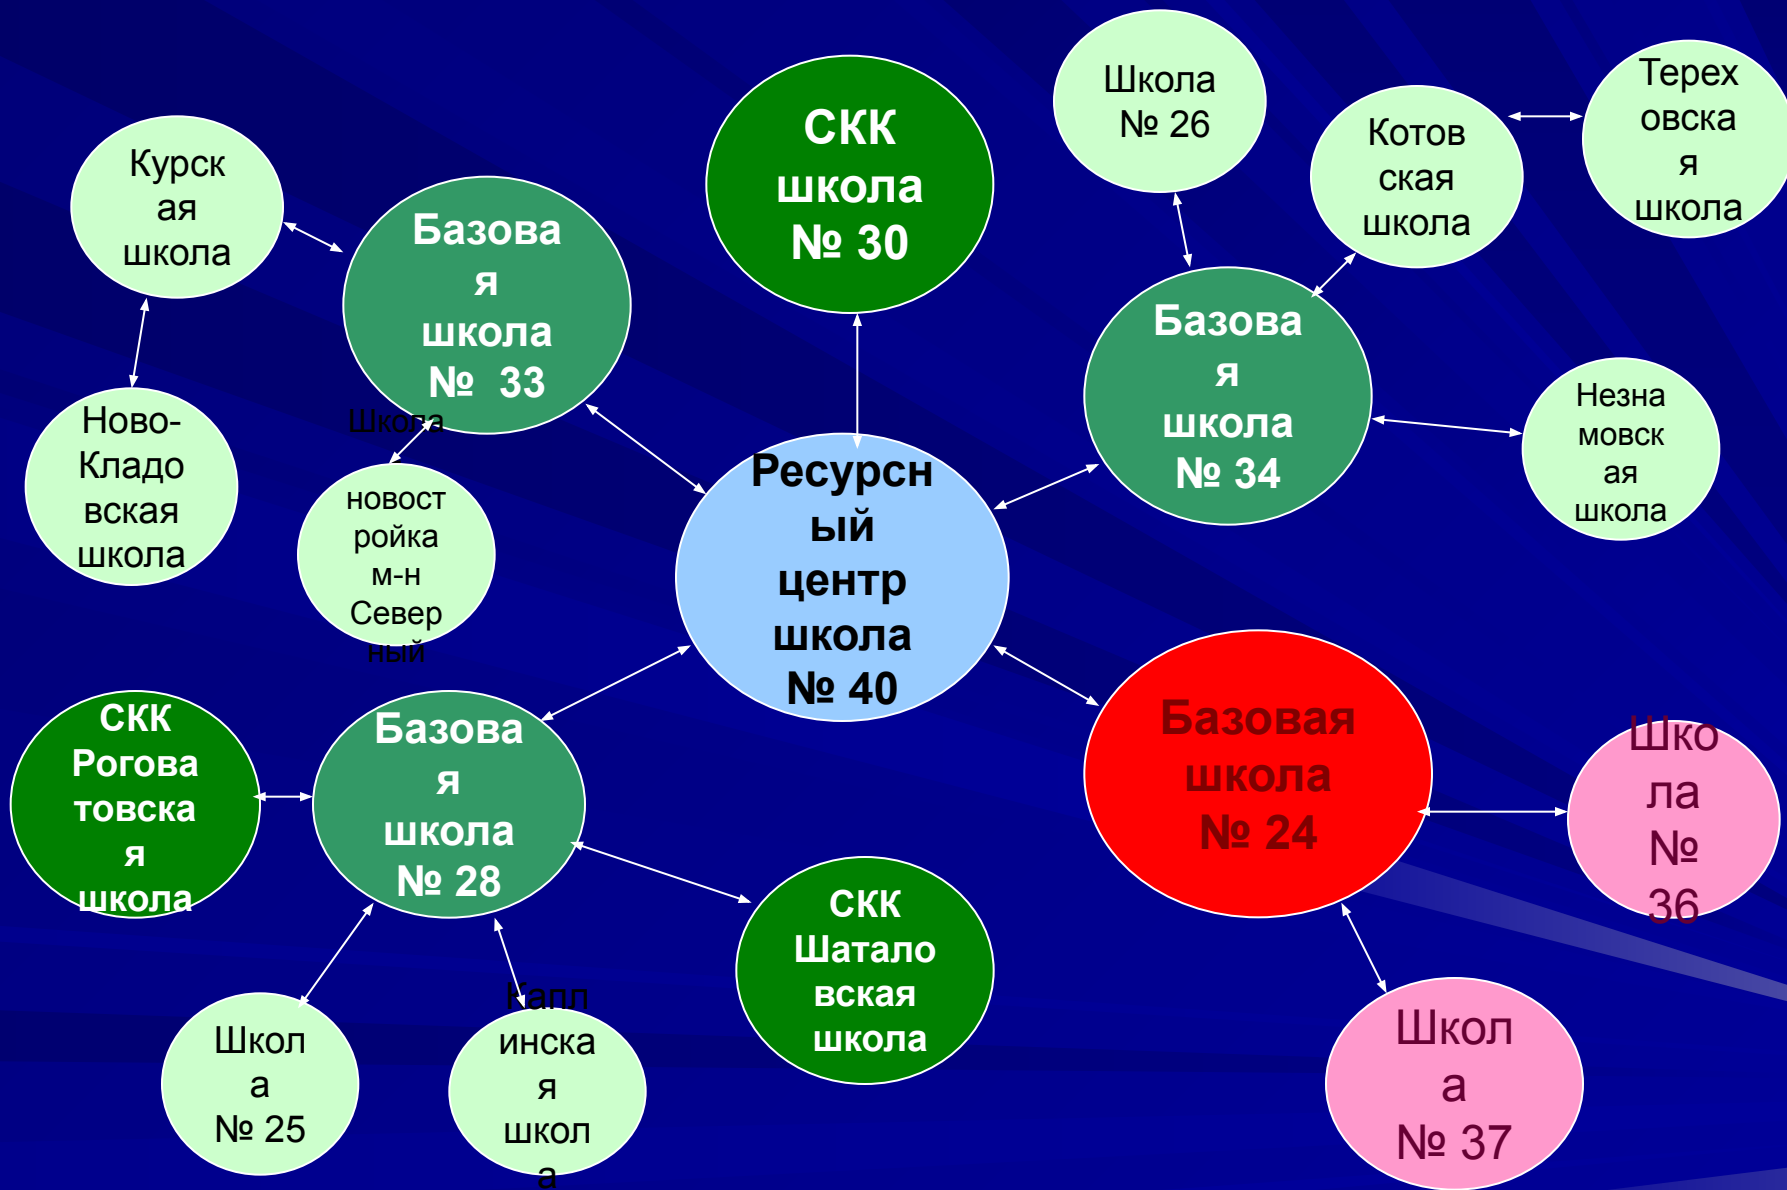 Курск
ая
школа
Ново-
Кладо
вская
школа
Базова
я
школа
№ 33
Школа
новост
ройка
м-н
Север
ный
СКК
школа
№ 30
Школа
№ 26
Котов
ская
школа
Терех
овска
я
школа
Базова
я
школа
№ 34
Незна
мовск
ая
школа
Ресурсн
ый
центр
школа
№ 40
СКК
Рогова
товска
я
школа
Базова
я
школа
№ 28
Школ
а
№ 25
Капл
инска
я
школ
а
СКК
Шатало
вская
школа
Базовая
школа
№ 24
Шко
ла
№
36
Школ
а
№ 37